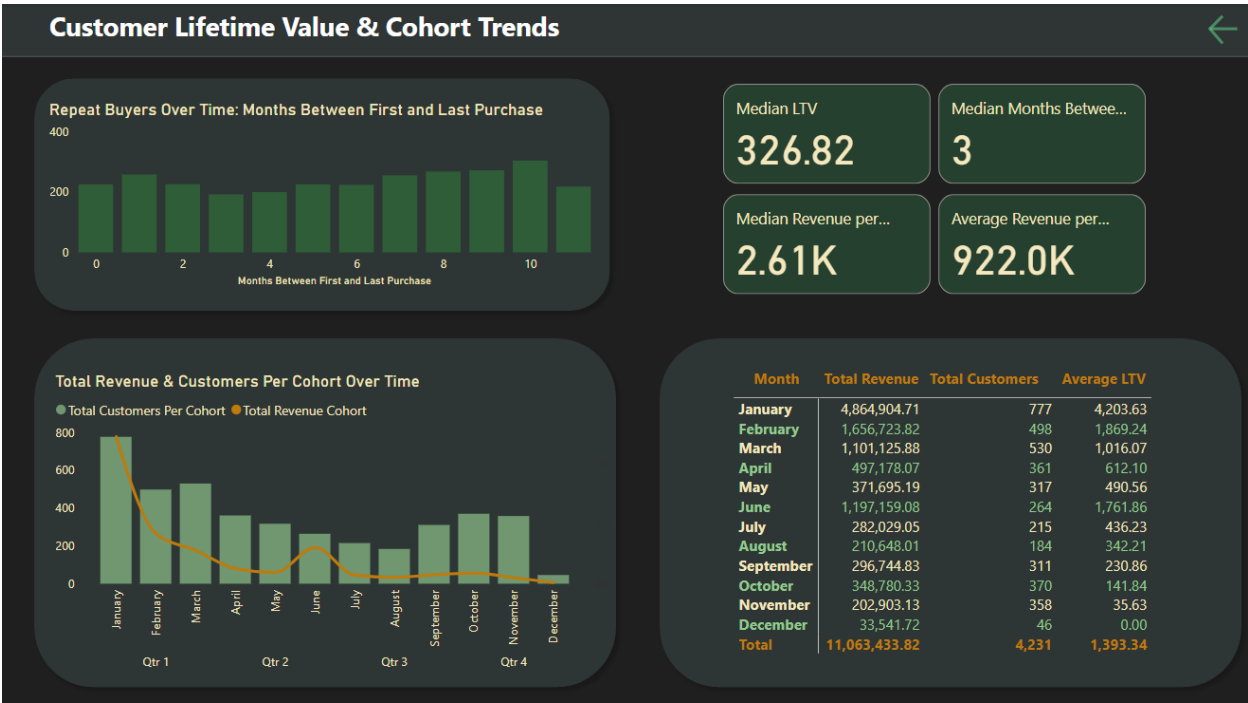 Customer Lifetime Value & Cohort Trends
Repeat Buyers Over Time: Months Between First and Last Purchase
400
200
0
0 2 4 6 8 10
Months Between First and Last Purchase
Median LTV
326.82
Median Months Betwee...
3
Median Revenue per...
2.61K
Average Revenue per...
922.0K
Total Revenue & Customers Per Cohort Over Time
Total Customers Per Cohort Total Revenue Cohort
800
600
400
200
0
January February March April May June July August September October November December
Qtr 1 Qtr 2 Qtr 3 Qtr 4
Month Total Revenue Total Customers Average LTV
January 4,864,904.71 777 4,203.63
February 1,656,723.82 498 1,869.24
March 1,101,125.88 530 1,016.07
April 497,178.07 361 612.10
May 371,695.19 317 490.56
June 1,197,159.08 264 1,761.86
July 282,029.05 215 436.23
August 210,648.01 184 342.21
September 296,744.83 311 230.86
October 348,780.33 370 141.84
November 202,903.13 358 35.63
December 33,541.72 46 0.00
Total 11,063,433.82 4,231 1,393.34